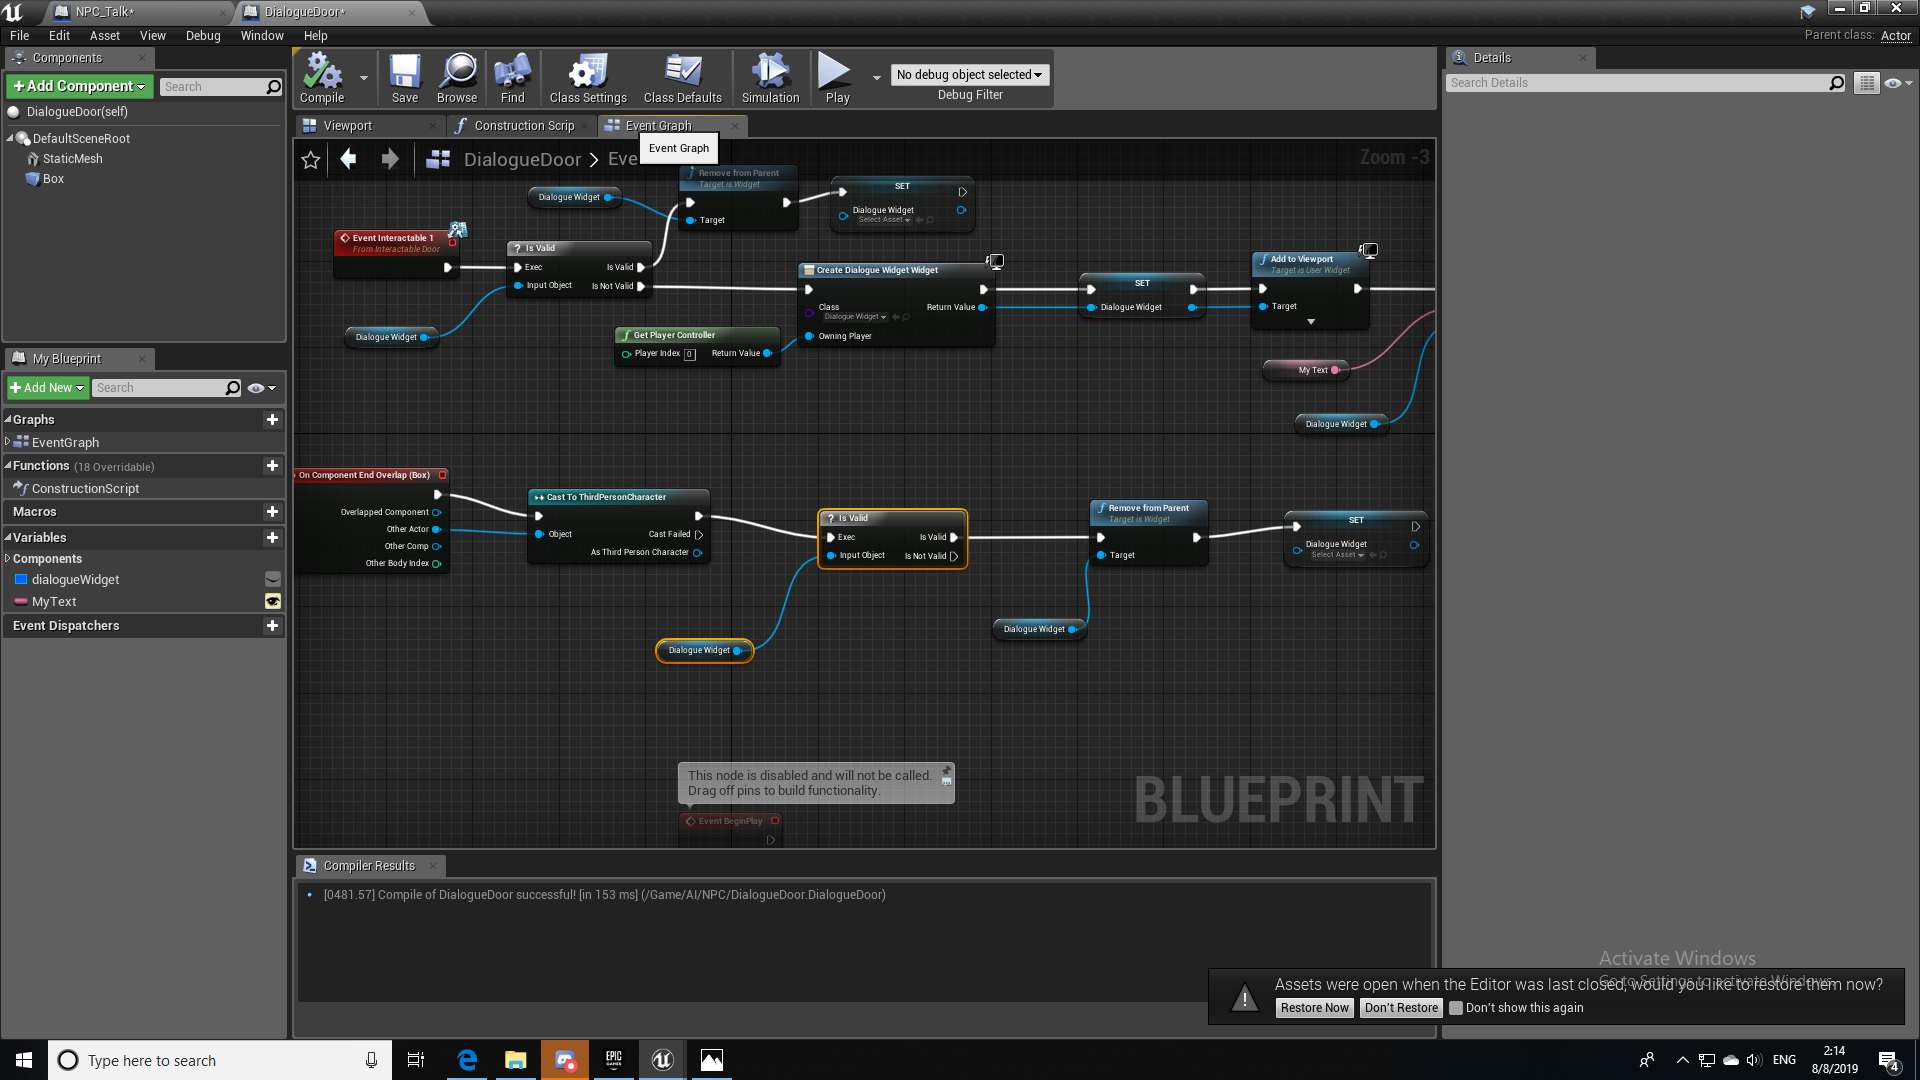 NPC_Talk*
DialogueDoor*
File Edit Asset View Debug Window Help
Parent class: Actor
Components
+ Add Component
Search
DialogueDoor(self)
DefaultSceneRoot
StaticMesh
Box
My Blueprint
+ Add New
Search
Graphs
EventGraph
Functions (18 Overridable)
ConstructionScript
Macros
Variables
Components
dialogueWidget
MyText
Event Dispatchers
Compile
Save
Browse
Find
Class Settings
Class Defaults
Simulation
Play
No debug object selected
Debug Filter
Viewport
Construction Scrip
Event Graph
Event Graph
DialogueDoor > Eve
Zoom -3
Dialogue Widget
Remove from Parent
Target is Widget
Target
SET
Dialogue Widget
Select Asset
Event Interactable 1
From Interactable Door
? Is Valid
Exec Is Valid
Input Object Is Not Valid
Dialogue Widget
Get Player Controller
Player Index 0 Return Value
Create Dialogue Widget Widget
Class
Dialogue Widget
Return Value
Owning Player
SET
Dialogue Widget
Add to Viewport
Target is User Widget
Target
My Text
Dialogue Widget
On Component End Overlap (Box)
Overlapped Component
Other Actor
Other Comp
Other Body Index
Cast To ThirdPersonCharacter
Object Cast Failed
As Third Person Character
? Is Valid
Exec Is Valid
Input Object Is Not Valid
Dialogue Widget
Remove from Parent
Target is Widget
Target
Dialogue Widget
SET
Dialogue Widget
Select Asset
This node is disabled and will not be called.
Drag off pins to build functionality.
Event BeginPlay
BLUEPRINT
Compiler Results
• [0481.57] Compile of DialogueDoor successful! [in 153 ms] (/Game/AI/NPC/DialogueDoor.DialogueDoor)
Details
Search Details
Activate Windows
Go to Settings to activate Windows.
Assets were open when the Editor was last closed, would you like to restore them now?
Restore Now
Don't Restore
Don't show this again
Type here to search
EPIC
GAMES
ENG
2:14
8/8/2019
4